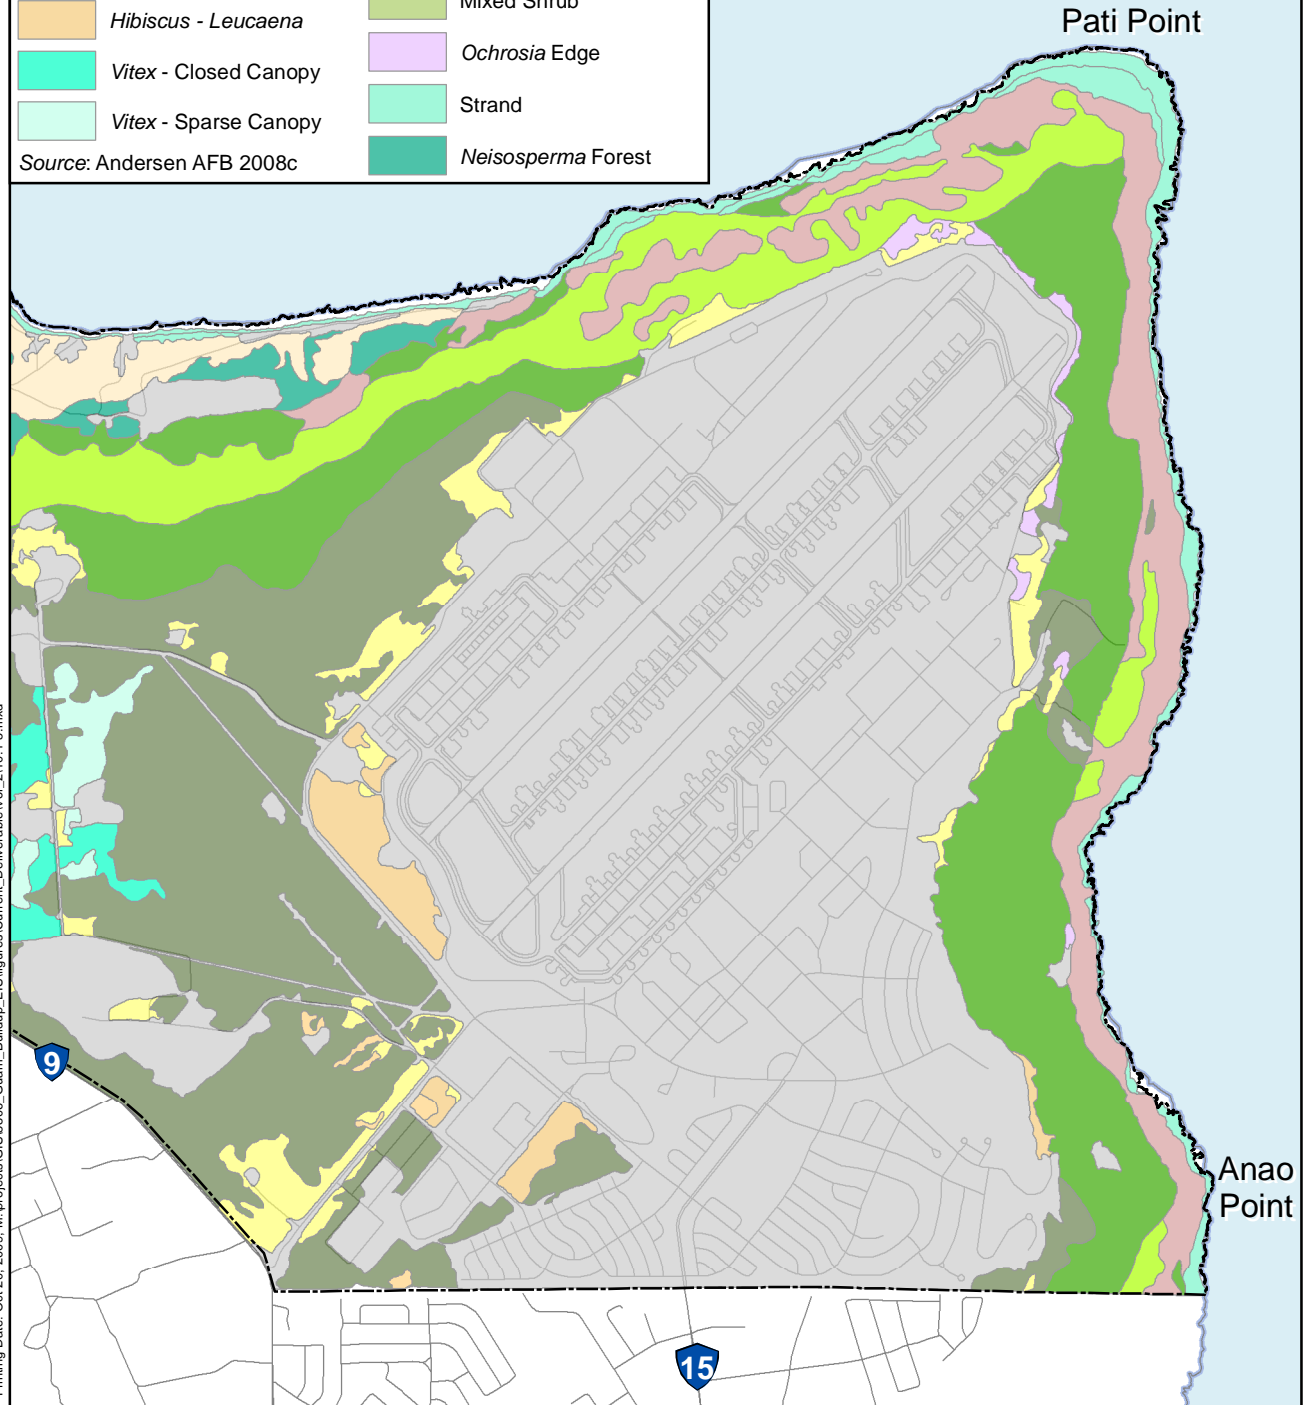 Hibiscus - Leucaena
Vitex - Closed Canopy
Vitex - Sparse Canopy
Source: Andersen AFB 2008c
Mixed Shrub
Ochrosia Edge
Strand
Neisosperma Forest
Pati Point
Anao
Point
9
15